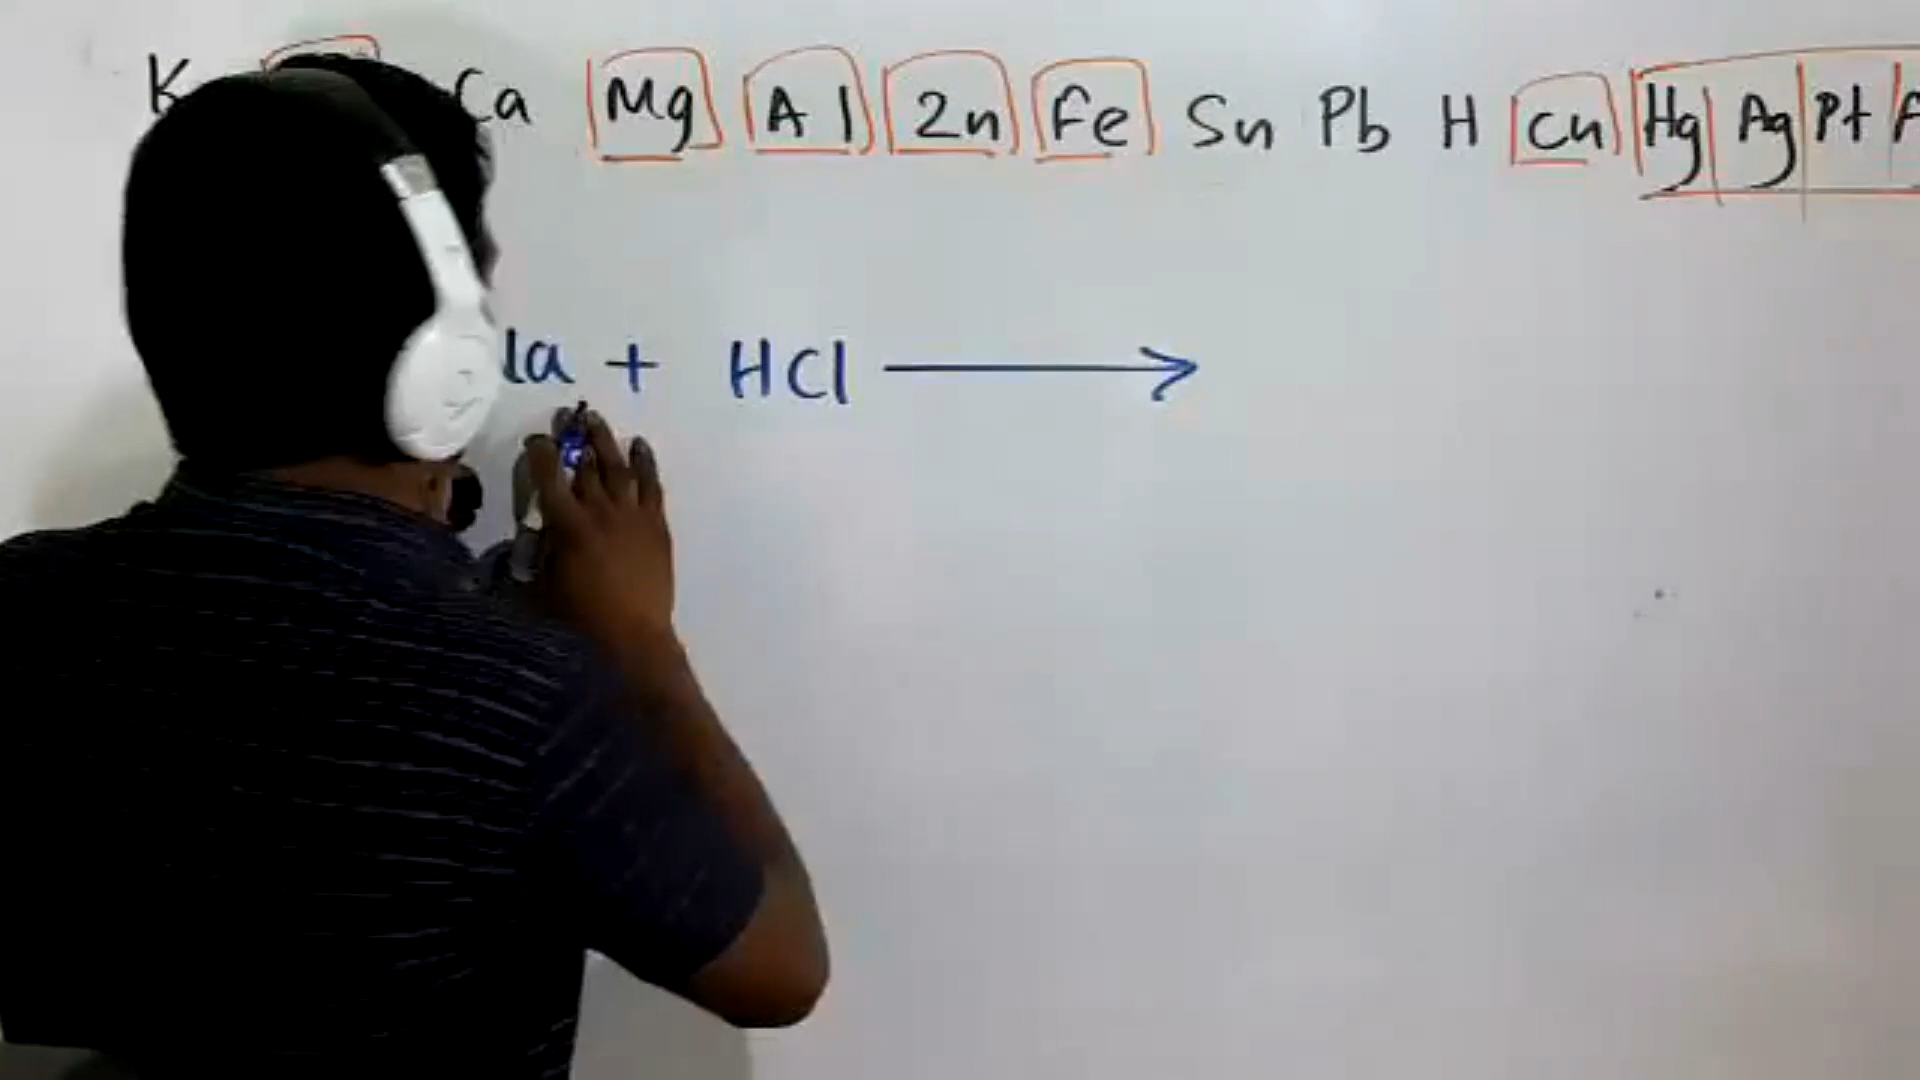 K Ca Mg Al Zn Fe Sn Pb H Cu Hg Ag Pt
+ HCl →